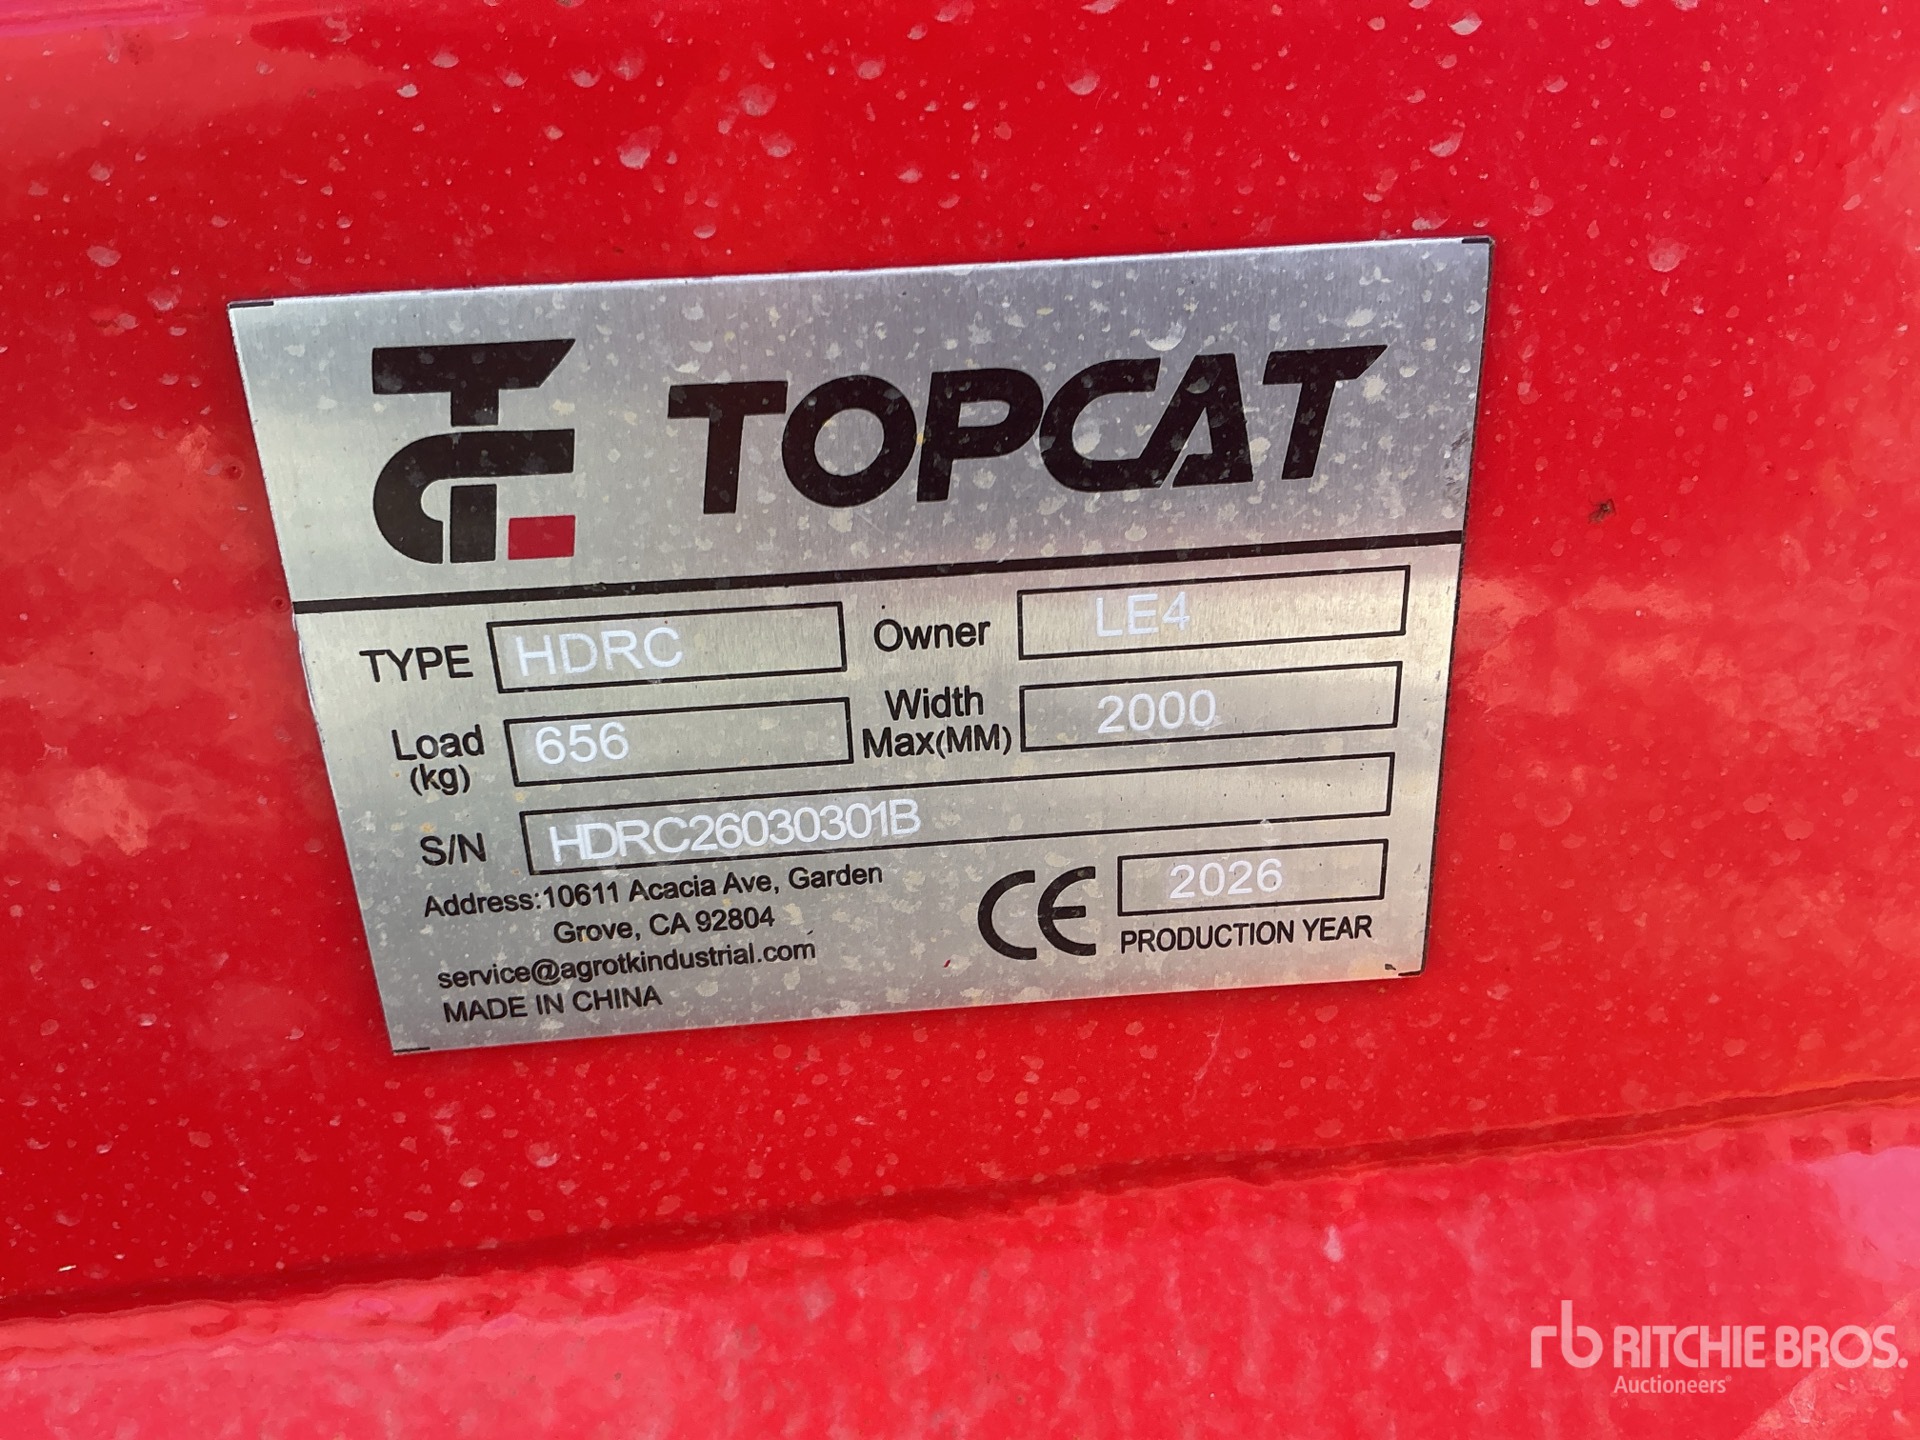 TOPCAT
TYPE HDRC Owner LE4
Load (kg) 656 Width Max(MM) 2000
S/N HDRC26030301B
Address:10611 Acacia Ave, Garden
Grove, CA 92804
service@agrotkindustrial.com
MADE IN CHINA
CE 2026
PRODUCTION YEAR
rb RITCHIE BROS.
Auctioneers